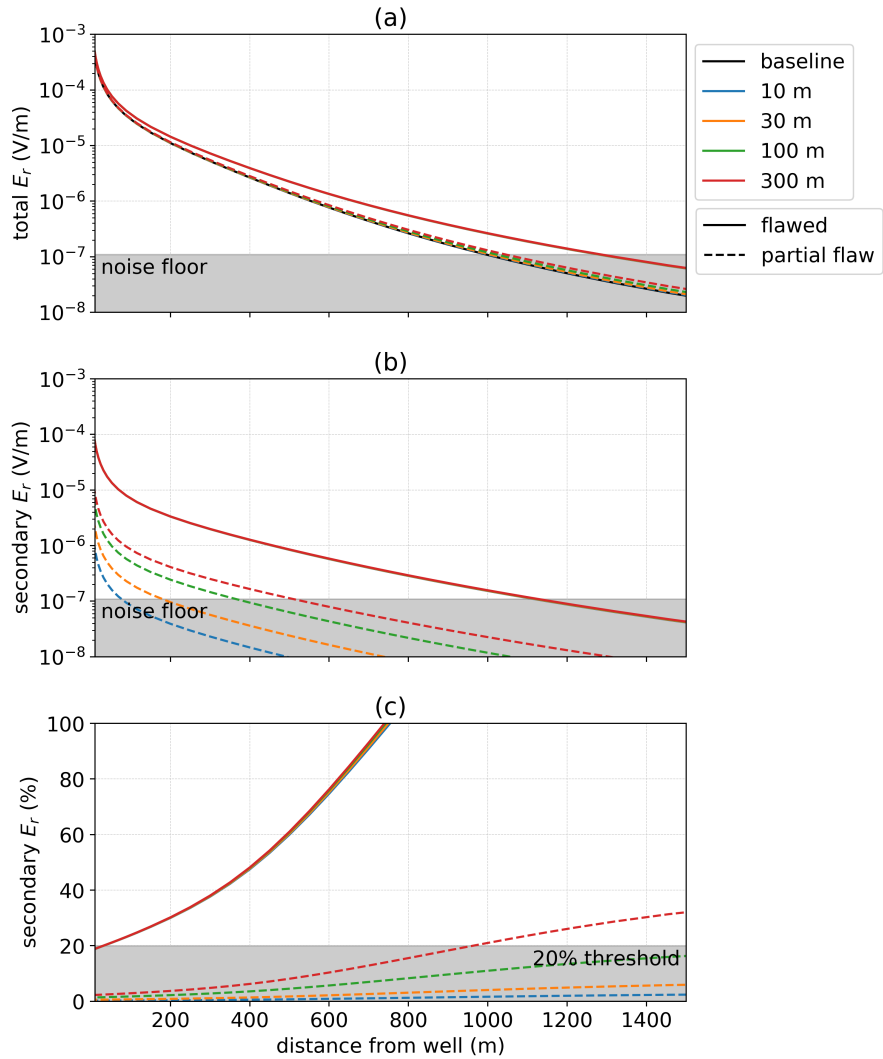 (a)
10⁻³
10⁻⁴
10⁻⁵
10⁻⁶
10⁻⁷
10⁻⁸
total Eᵣ (V/m)
noise floor
baseline
10 m
30 m
100 m
300 m
flawed
partial flaw
(b)
10⁻³
10⁻⁴
10⁻⁵
10⁻⁶
10⁻⁷
10⁻⁸
secondary Eᵣ (V/m)
noise floor
(c)
100
80
60
40
20
0
secondary Eᵣ (%)
20% threshold
200 400 600 800 1000 1200 1400
distance from well (m)